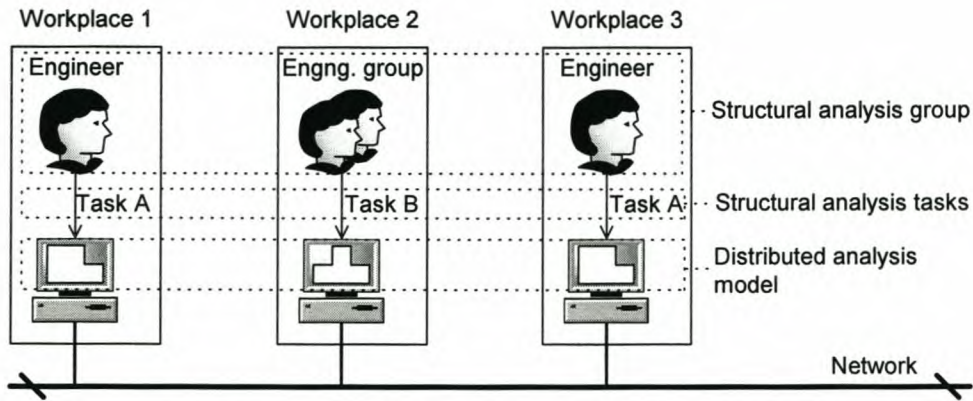 Workplace 1
Workplace 2
Workplace 3
Engineer
Engng. group
Engineer
Structural analysis group
Task A
Task B
Task A
Structural analysis tasks
Distributed analysis
model
Network